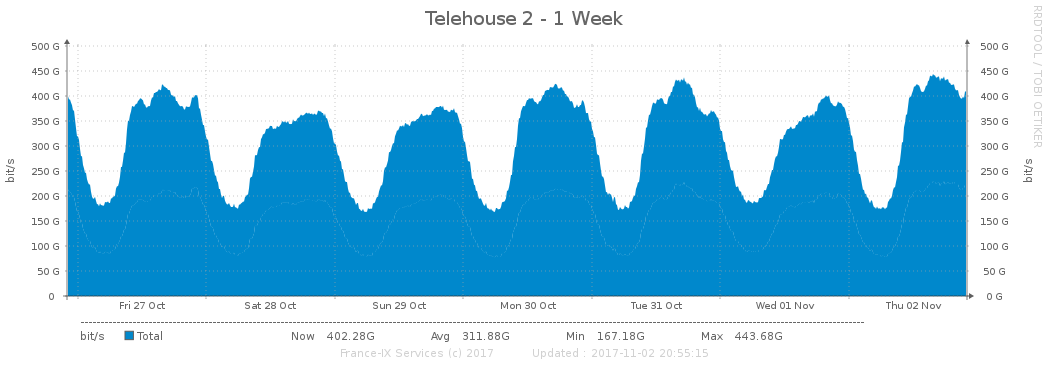 Telehouse 2 - 1 Week
RRDTOOL / TOBI OETIKER
500 G 500 G
450 G 450 G
400 G 400 G
350 G 350 G
300 G 300 G
250 G 250 G
200 G 200 G
150 G 150 G
100 G 100 G
50 G 50 G
0 0 G
bit/s bit/s
Fri 27 Oct Sat 28 Oct Sun 29 Oct Mon 30 Oct Tue 31 Oct Wed 01 Nov Thu 02 Nov
bit/s Total Now 402.28G Avg 311.88G Min 167.18G Max 443.68G
France-IX Services (c) 2017 Updated : 2017-11-02 20:55:15